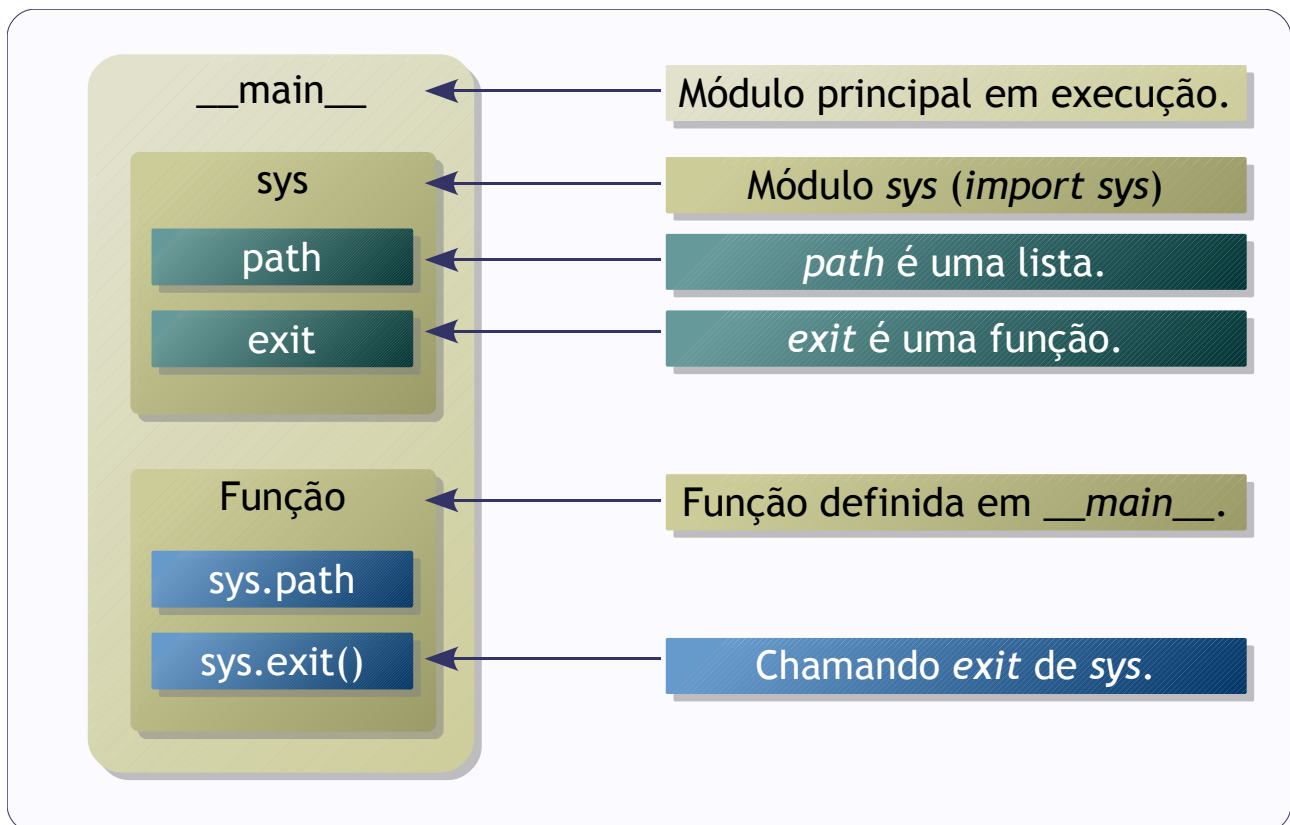 __main__
Módulo principal em execução.
sys
Módulo sys (import sys)
path
path é uma lista.
exit
exit é uma função.
Função
Função definida em __main__.
sys.path
sys.exit()
Chamando exit de sys.